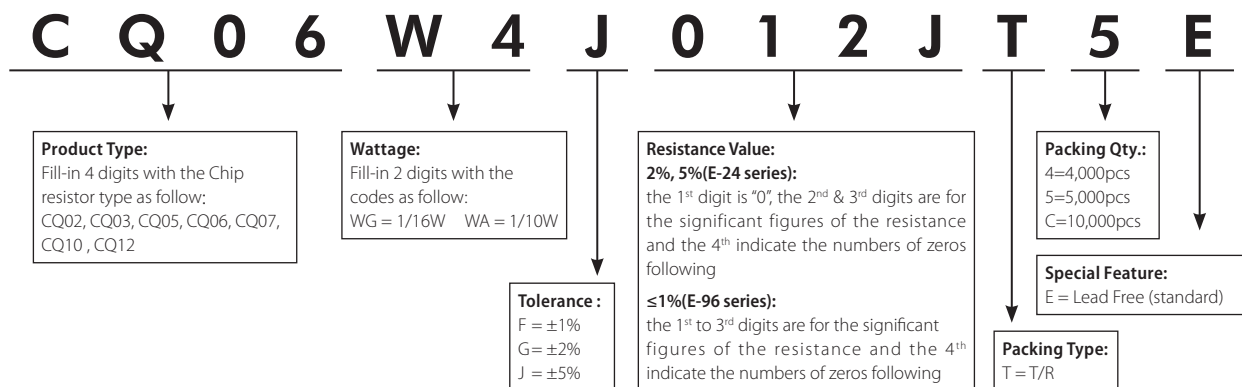 C Q 0 6 W 4 J 0 1 2 J T 5 E
Product Type:
Fill-in 4 digits with the Chip
resistor type as follow:
CQ02, CQ03, CQ05, CQ06, CQ07,
CQ10 , CQ12
Wattage:
Fill-in 2 digits with the
codes as follow:
WG = 1/16W WA = 1/10W
Tolerance :
F = ±1%
G= ±2%
J = ±5%
Resistance Value:
2%, 5%(E-24 series):
the 1st digit is “0”, the 2nd & 3rd digits are for
the significant figures of the resistance
and the 4th indicate the numbers of zeros
following
≤1%(E-96 series):
the 1st to 3rd digits are for the significant
figures of the resistance and the 4th
indicate the numbers of zeros following
Packing Type:
T = T/R
Packing Qty.:
4=4,000pcs
5=5,000pcs
C=10,000pcs
Special Feature:
E = Lead Free (standard)